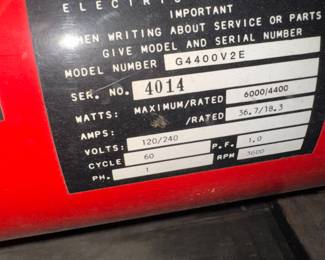 E L E C T R I
IMPORTANT
WHEN WRITING ABOUT SERVICE OR PARTS
GIVE MODEL AND SERIAL NUMBER
MODEL NUMBER G4400V2E
SER. NO. 4014
WATTS: MAXIMUM/RATED 6000/4400
AMPS: /RATED 36.7/18.3
VOLTS: 120/240 P.F. 1.0
CYCLE 60 RPM 3600
PH. 1